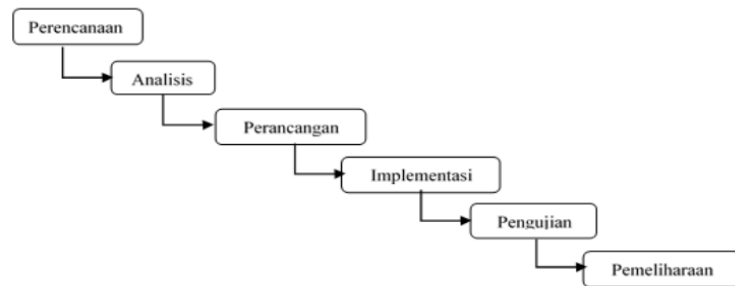 Perencanaan
Analisis
Perancangan
Implementasi
Pengujian
Pemeliharaan